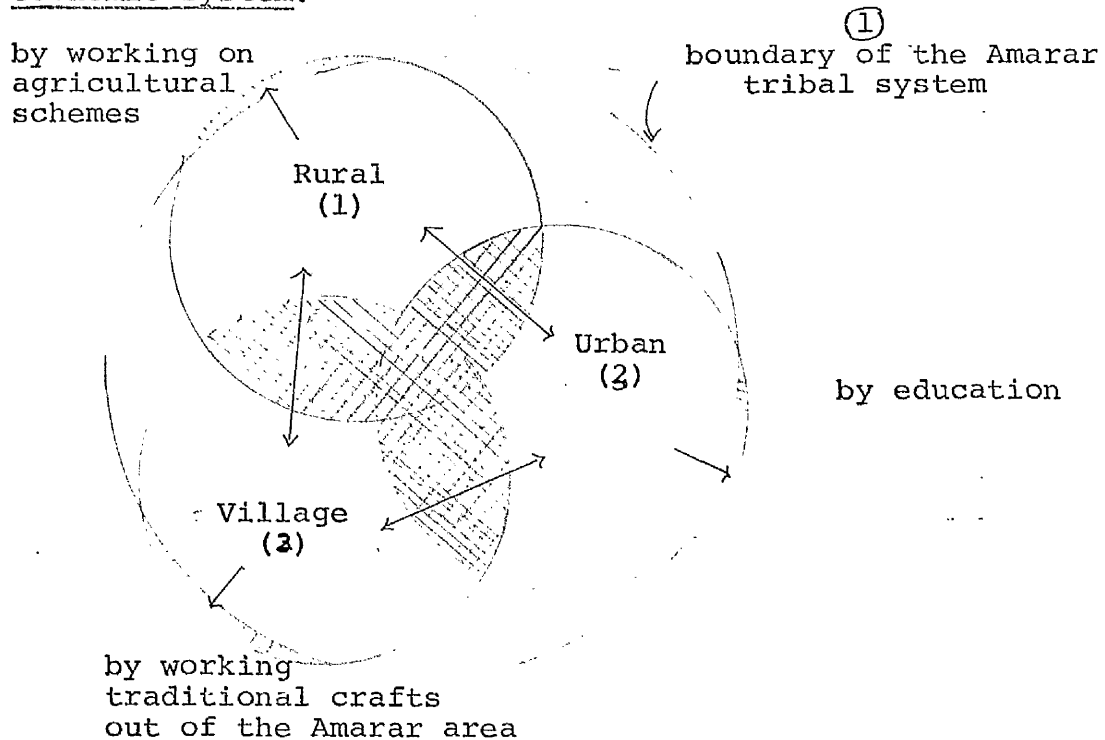 by working on
agricultural
schemes
①
boundary of the Amarar
tribal system
Rural
(1)
Urban
(3)
by education
Village
(2)
by working
traditional crafts
out of the Amarar area